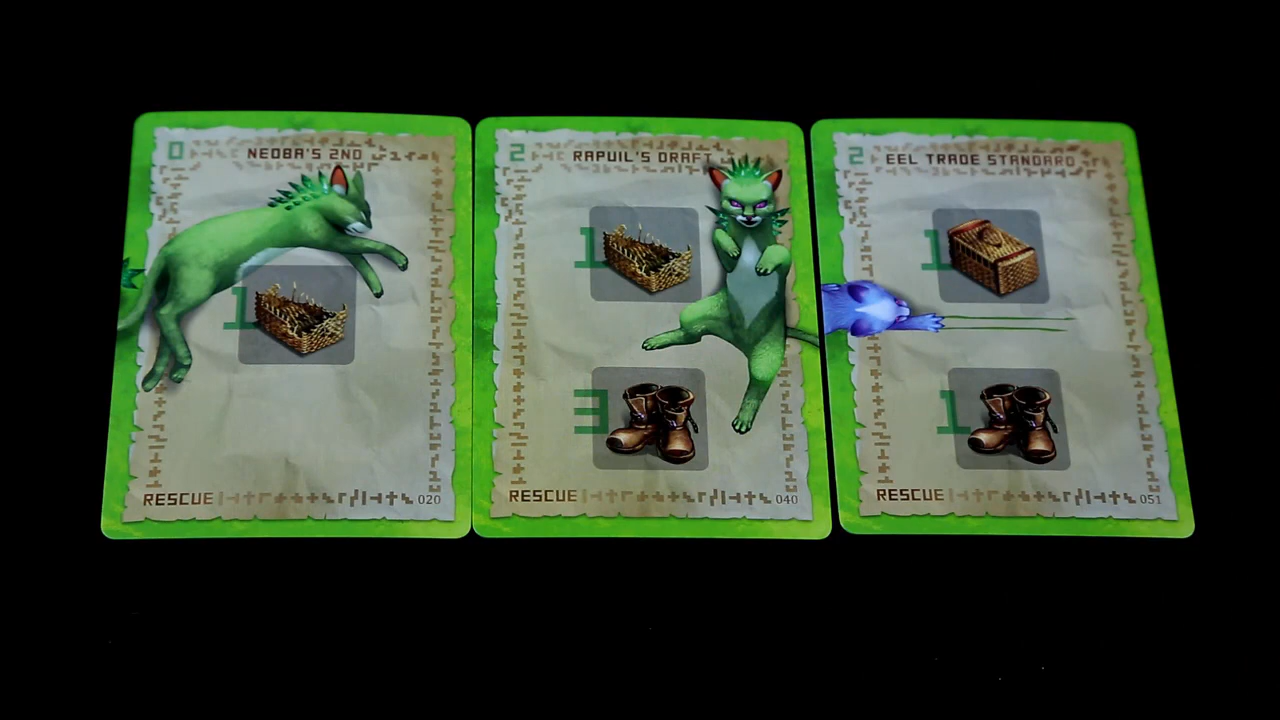 0 NEOBA'S 2ND
1
RESCUE 020
2 RAPUIL'S DRAFT
1
3
RESCUE 040
2 EEL TRADE STANDARD
1
1
RESCUE 051